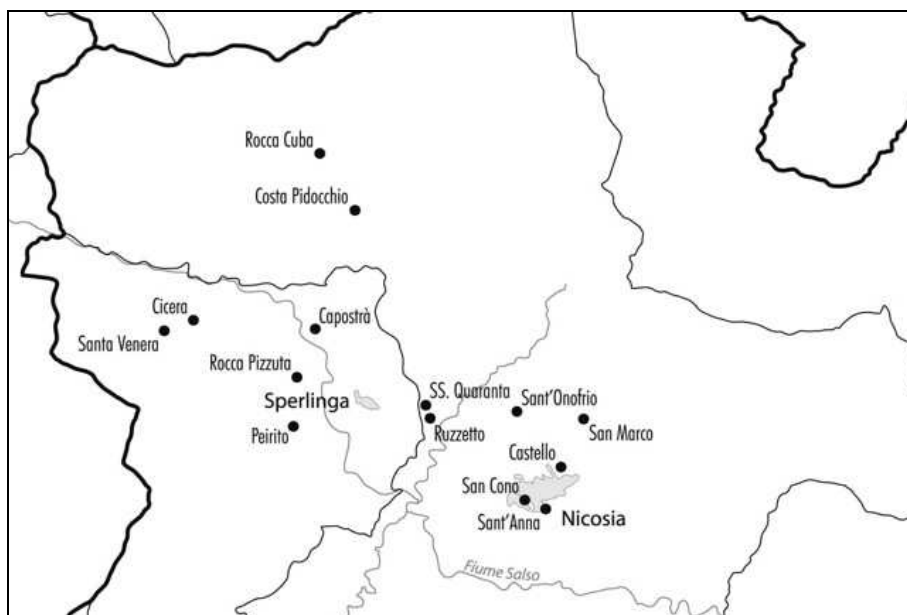 Rocca Cuba
Costa Pidocchio
Cicera
Capostrà
Santa Venera
Rocca Pizzuta
Sperlinga
SS. Quaranta
Sant'Onofrio
Peirito
Ruzzetto
San Marco
Castello
San Cono
Sant'Anna
Nicosia
Fiume Salso